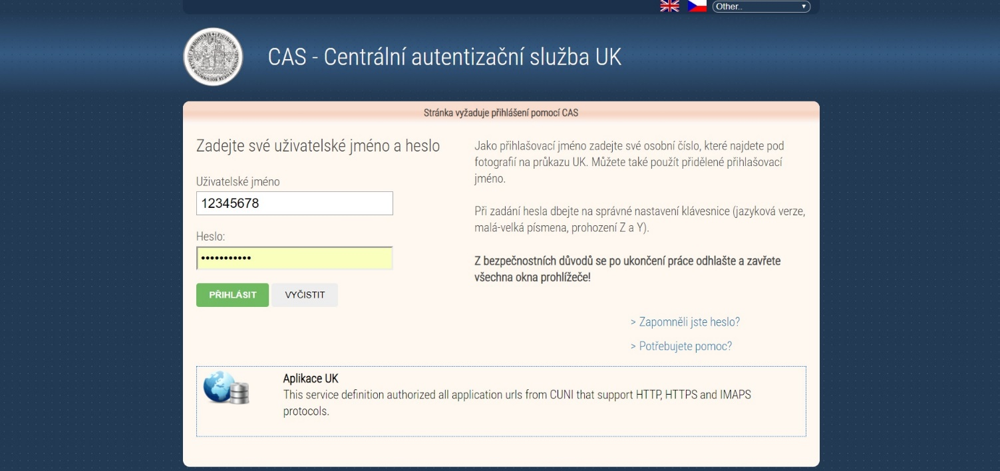 Other..
CAS - Centrální autentizační služba UK
Stránka vyžaduje přihlášení pomocí CAS
Zadejte své uživatelské jméno a heslo
Uživatelské jméno
12345678
Heslo:
•••••••••••
PŘIHLÁSIT
VYČISTIT
Jako přihlašovací jméno zadejte své osobní číslo, které najdete pod
fotografií na průkazu UK. Můžete také použít přidělené přihlašovací
jméno.
Při zadání hesla dbejte na správné nastavení klávesnice (jazyková verze,
malá-velká písmena, prohození Z a Y).
Z bezpečnostních důvodů se po ukončení práce odhlašte a zavřete
všechna okna prohlížeče!
> Zapomněli jste heslo?
> Potřebujete pomoc?
Aplikace UK
This service definition authorized all application urls from CUNI that support HTTP, HTTPS and IMAPS
protocols.